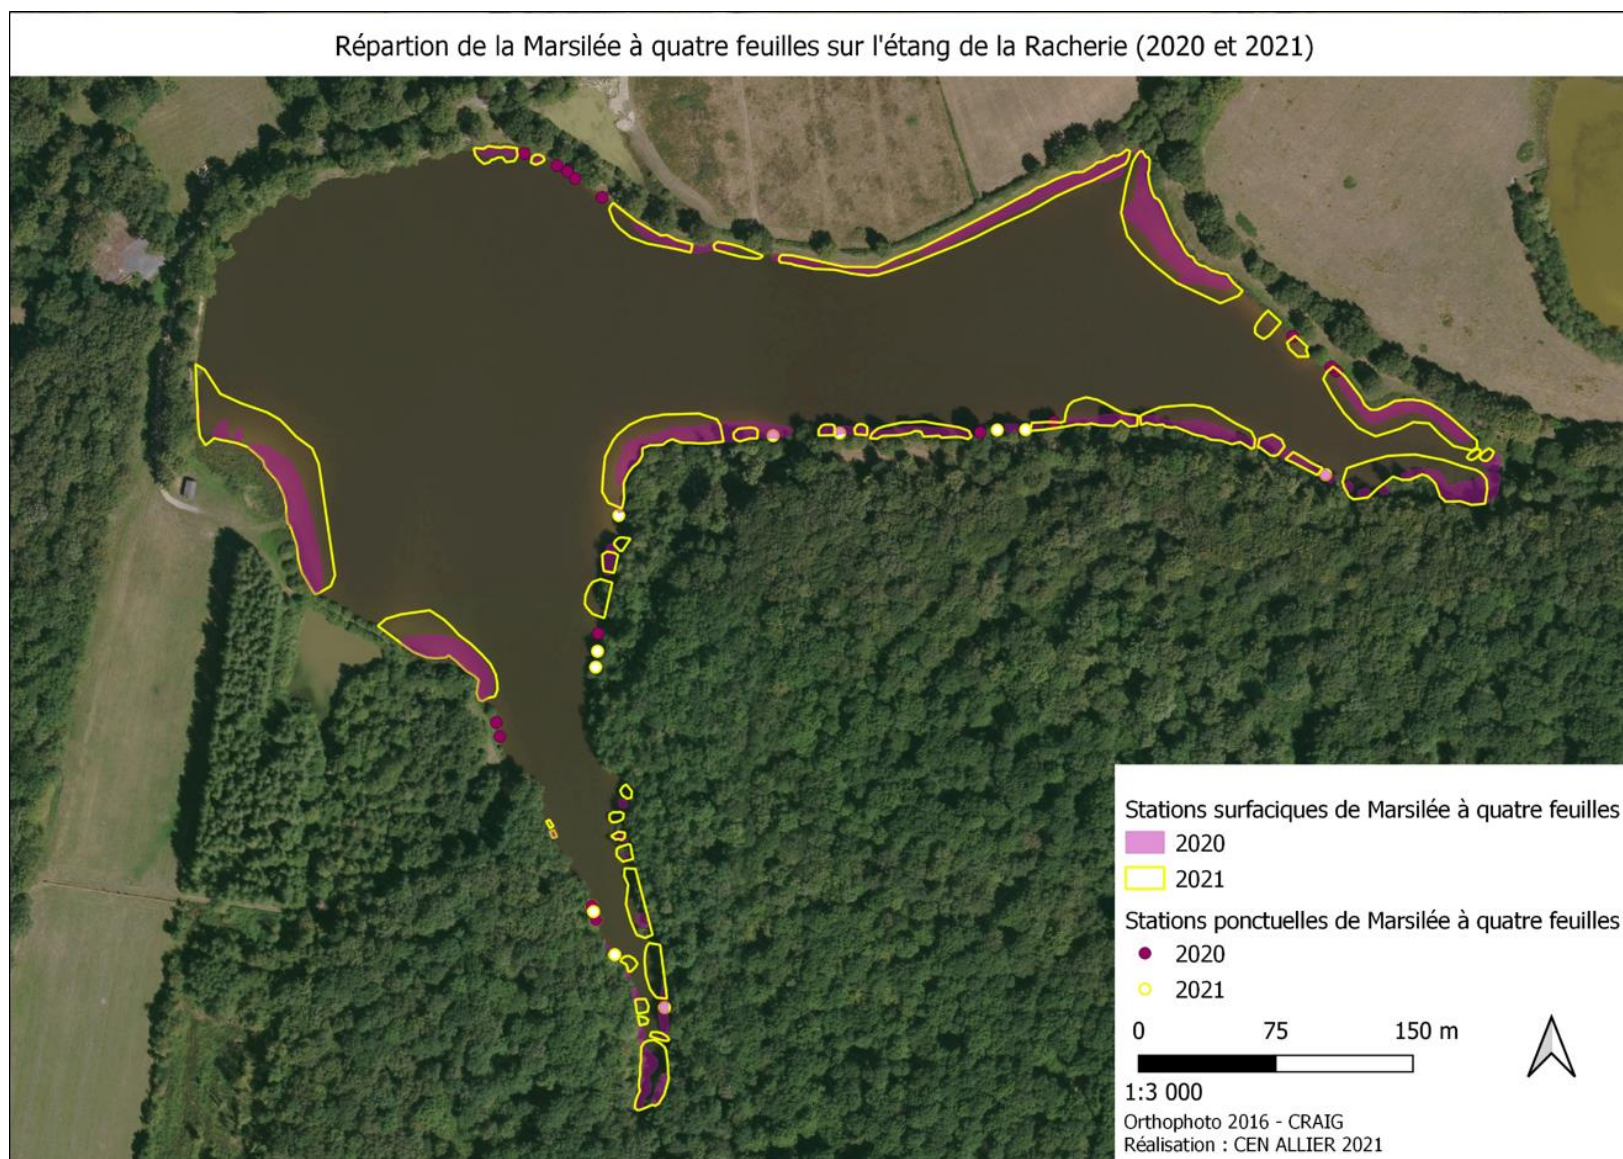 Répartion de la Marsilée à quatre feuilles sur l'étang de la Racherie (2020 et 2021)
Stations surfaciques de Marsilée à quatre feuilles
2020
2021
Stations ponctuelles de Marsilée à quatre feuilles
2020
2021
0 75 150 m
1:3 000
Orthophoto 2016 - CRAIG
Réalisation : CEN ALLIER 2021